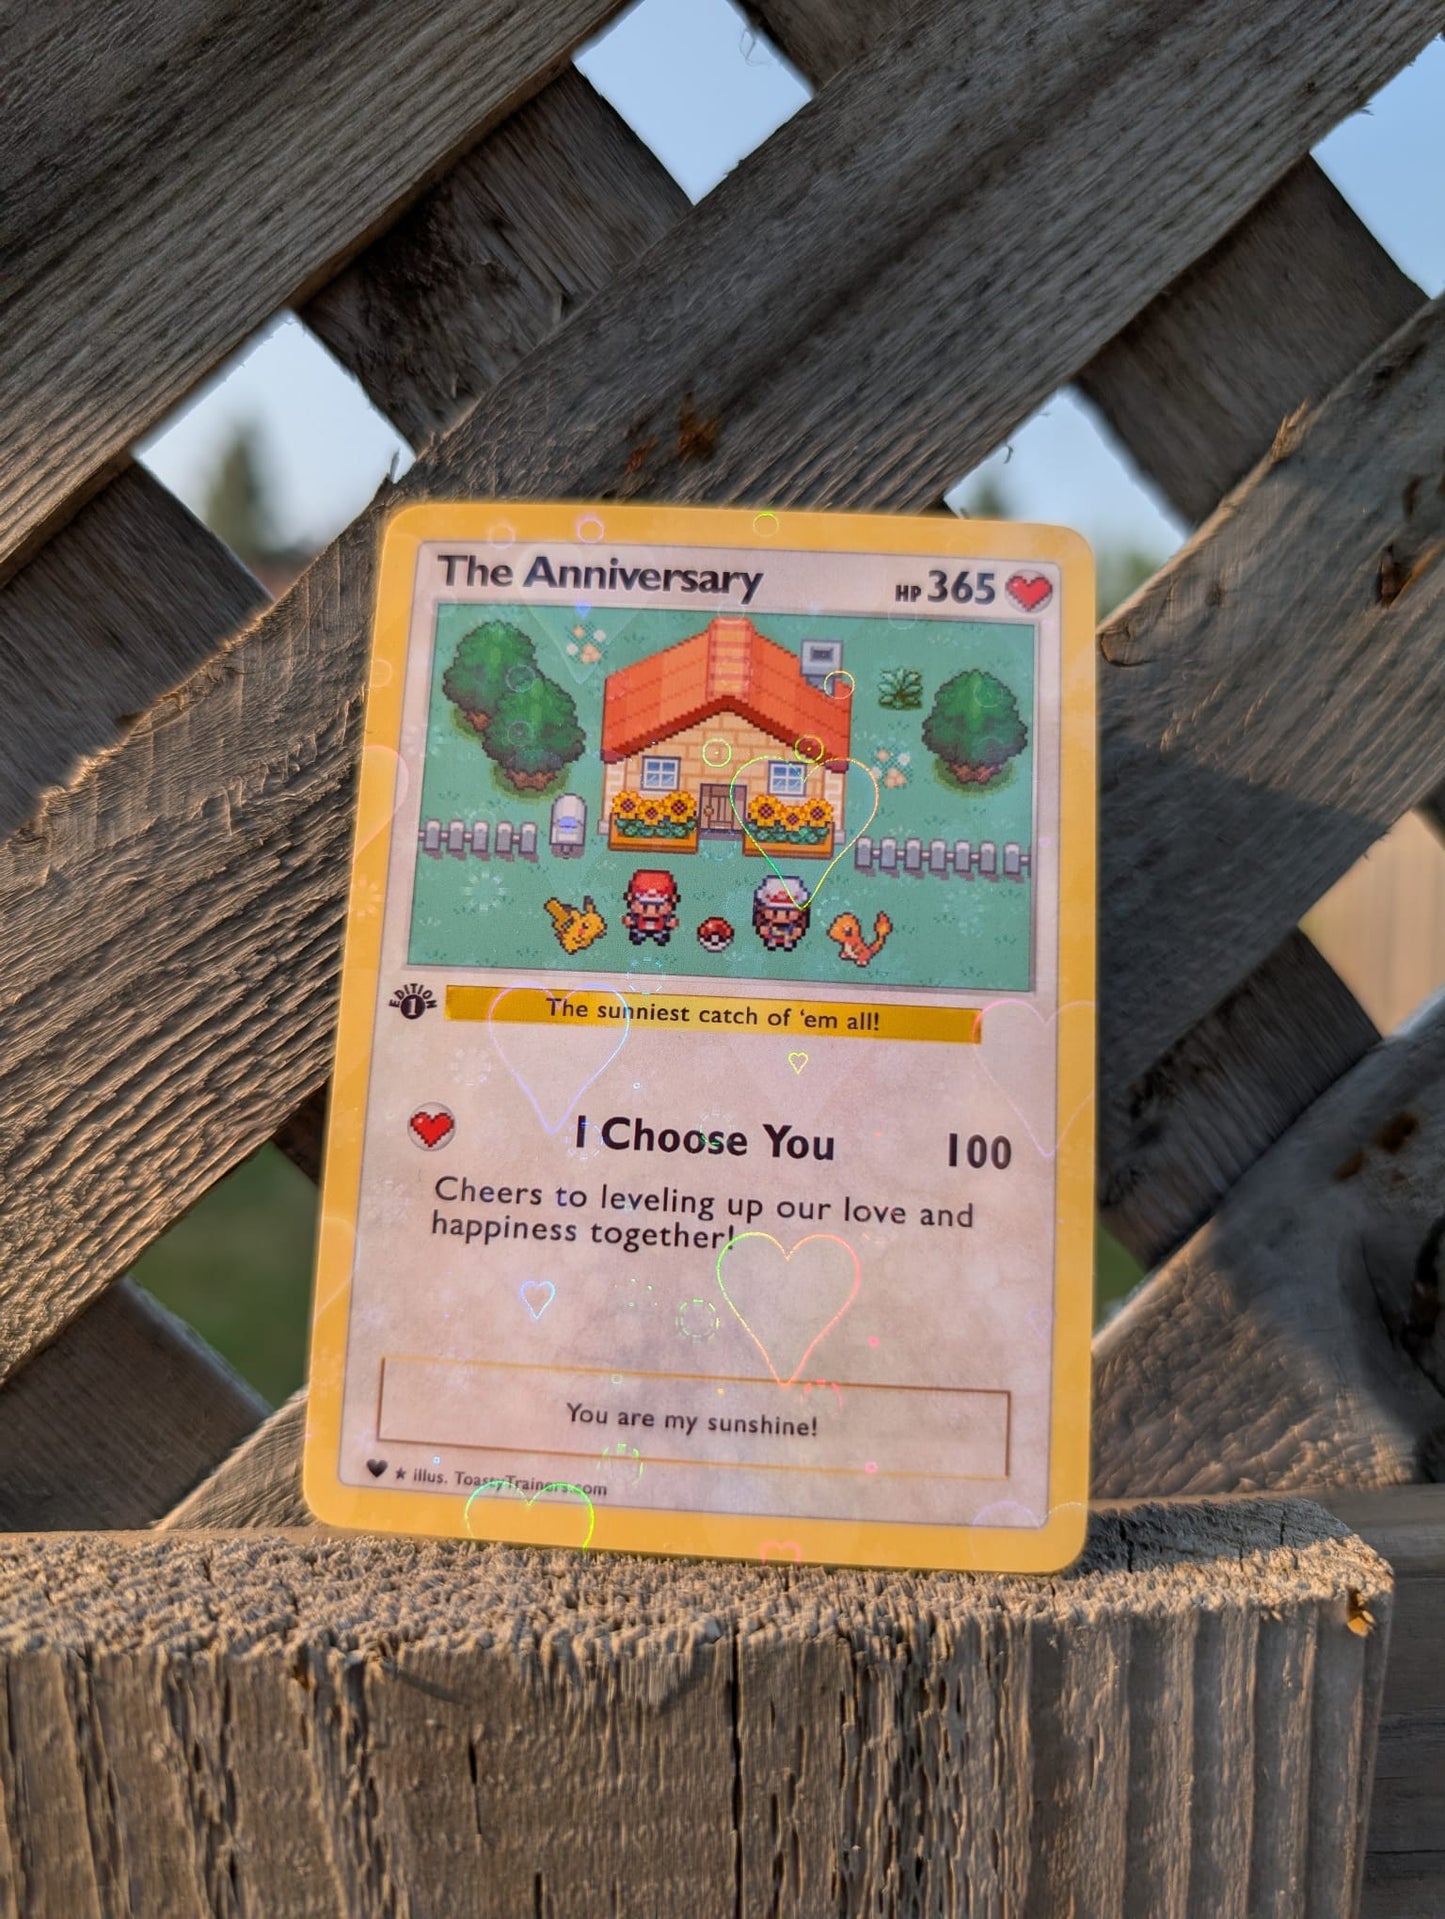 The Anniversary HP 365
EDITION 1
The sunniest catch of ‘em all!
I Choose You 100
Cheers to leveling up our love and
happiness together!
You are my sunshine!
illus. ToastyTrainers.com